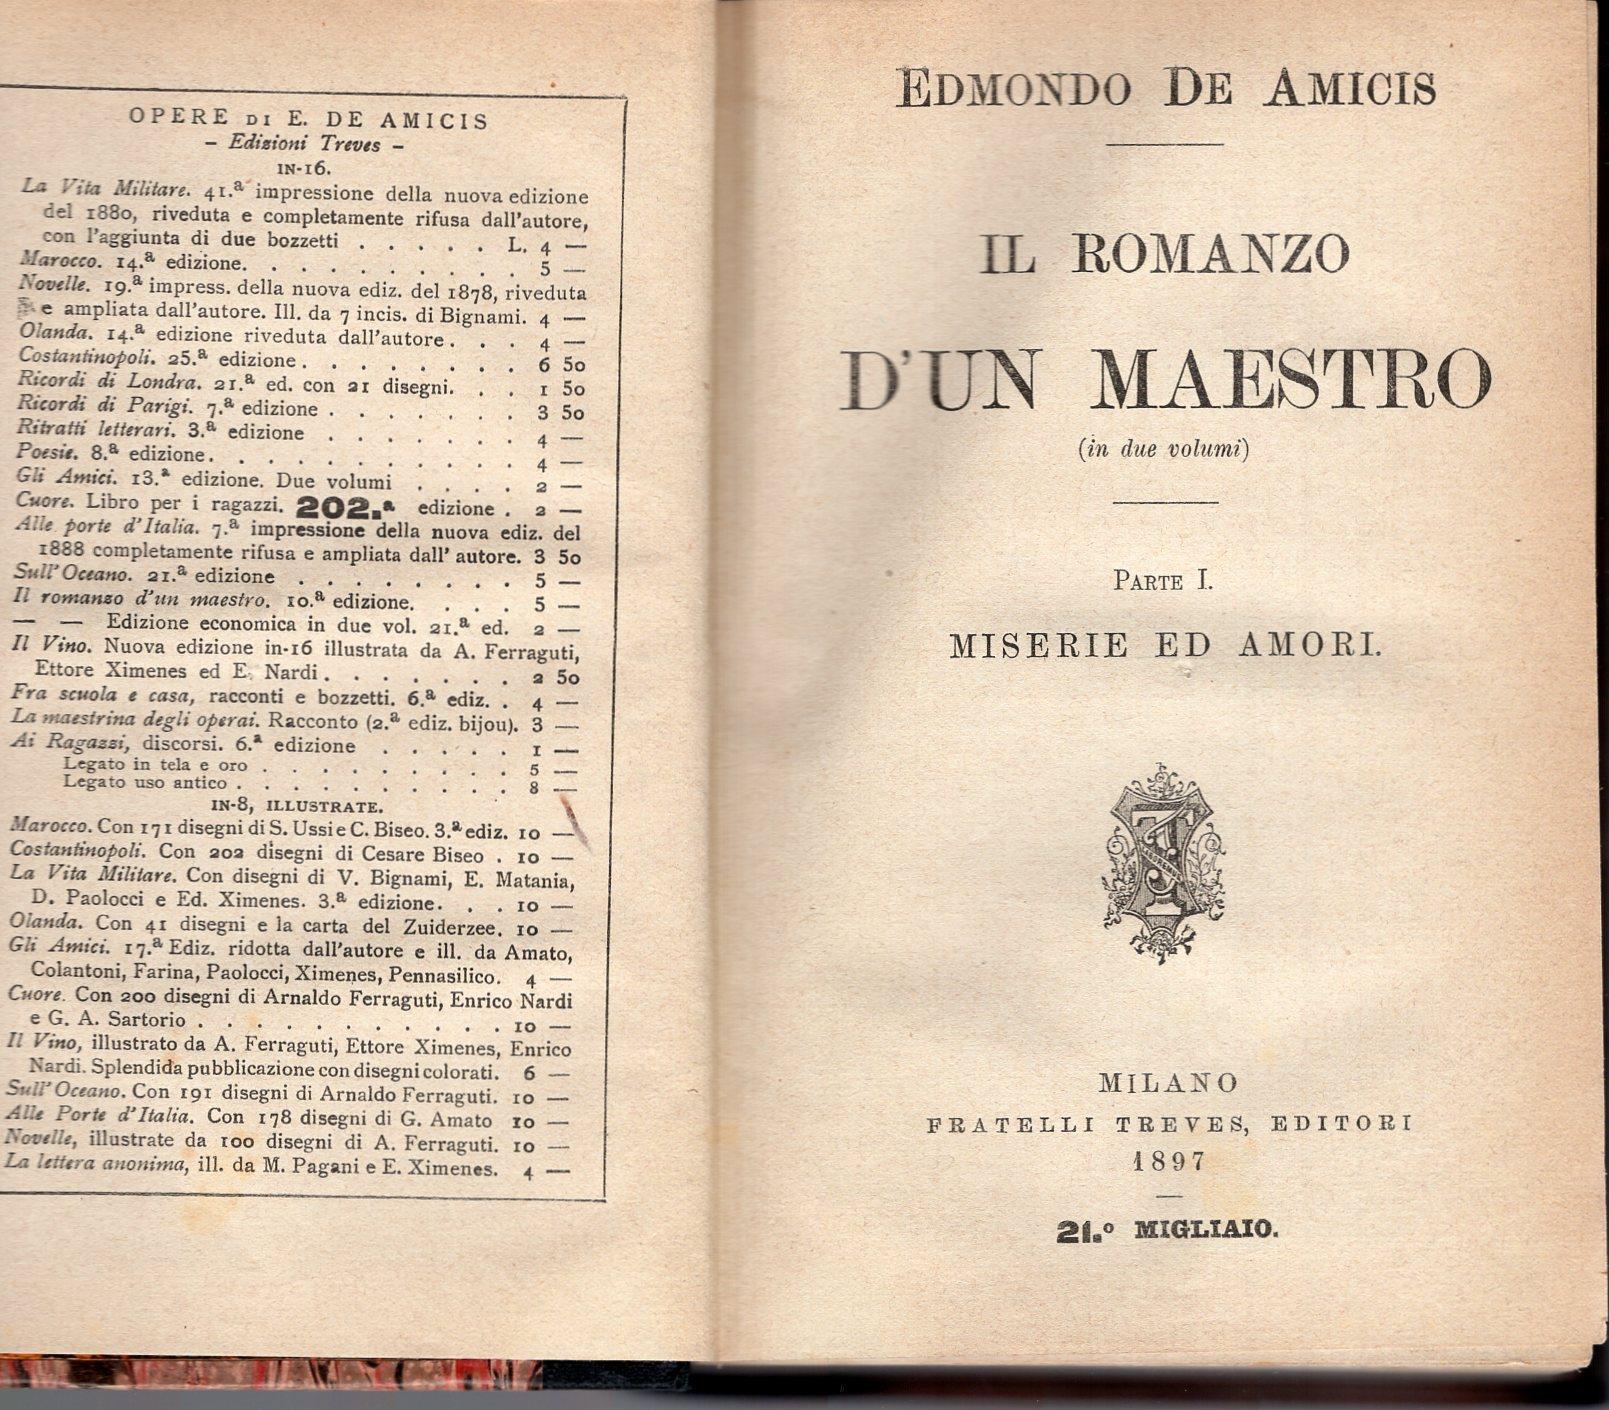 OPERE DI E. DE AMICIS
– Edizioni Treves –
IN-16.
La Vita Militare. 41.ª impressione della nuova edizione
del 1880, riveduta e completamente rifusa dall'autore,
con l'aggiunta di due bozzetti . . . . . L. 4 —
Marocco. 14.ª edizione. . . . . . . . . . . 5 —
Novelle. 19.ª impress. della nuova ediz. del 1878, riveduta
e ampliata dall'autore. Ill. da 7 incis. di Bignami. 4 —
Olanda. 14.ª edizione riveduta dall'autore. . . 4 —
Costantinopoli. 25.ª edizione. . . . . . . . 6 50
Ricordi di Londra. 21.ª ed. con 21 disegni. . . 1 50
Ricordi di Parigi. 7.ª edizione . . . . . . . 3 50
Ritratti letterari. 3.ª edizione . . . . . . . 4 —
Poesie. 8.ª edizione. . . . . . . . . . . . 4 —
Gli Amici. 13.ª edizione. Due volumi . . . . 2 —
Cuore. Libro per i ragazzi. 202.ª edizione . 2 —
Alle porte d'Italia. 7.ª impressione della nuova ediz. del
1888 completamente rifusa e ampliata dall' autore. 3 50
Sull'Oceano. 21.ª edizione . . . . . . . . 5 —
Il romanzo d'un maestro. 10.ª edizione. . . . 5 —
— — Edizione economica in due vol. 21.ª ed. 2 —
Il Vino. Nuova edizione in-16 illustrata da A. Ferraguti,
Ettore Ximenes ed E. Nardi . . . . . . . . 2 50
Fra scuola e casa, racconti e bozzetti. 6.ª ediz. . 4 —
La maestrina degli operai. Racconto (2.ª ediz. bijou). 3 —
Ai Ragazzi, discorsi. 6.ª edizione . . . . . 1 —
Legato in tela e oro . . . . . . . . . . 5 —
Legato uso antico . . . . . . . . . . . 8 —
IN-8, ILLUSTRATE.
Marocco. Con 171 disegni di S. Ussi e C. Biseo. 3.ª ediz. 10 —
Costantinopoli. Con 202 disegni di Cesare Biseo . 10 —
La Vita Militare. Con disegni di V. Bignami, E. Matania,
D. Paolocci e Ed. Ximenes. 3.ª edizione. . . 10 —
Olanda. Con 41 disegni e la carta del Zuiderzee. 10 —
Gli Amici. 17.ª Ediz. ridotta dall'autore e ill. da Amato,
Colantoni, Farina, Paolocci, Ximenes, Pennasilico. 4 —
Cuore. Con 200 disegni di Arnaldo Ferraguti, Enrico Nardi
e G. A. Sartorio . . . . . . . . . . . 10 —
Il Vino, illustrato da A. Ferraguti, Ettore Ximenes, Enrico
Nardi. Splendida pubblicazione con disegni colorati. 6 —
Sull'Oceano. Con 191 disegni di Arnaldo Ferraguti. 10 —
Alle Porte d'Italia. Con 178 disegni di G. Amato 10 —
Novelle, illustrate da 100 disegni di A. Ferraguti. 10 —
La lettera anonima, ill. da M. Pagani e E. Ximenes. 4 —
EDMONDO DE AMICIS
IL ROMANZO
D'UN MAESTRO
(in due volumi)
PARTE I.
MISERIE ED AMORI.
MILANO
FRATELLI TREVES, EDITORI
1897
21.º MIGLIAIO.